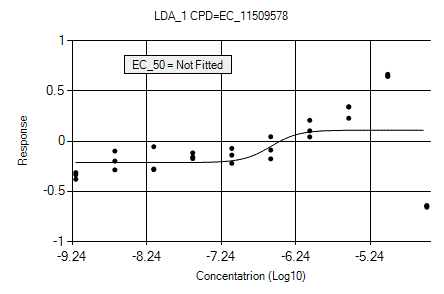 LDA_1 CPD=EC_11509578
EC_50 = Not Fitted
1
0.5
0
-0.5
-1
Response
-9.24 -8.24 -7.24 -6.24 -5.24
Concentatrion (Log10)